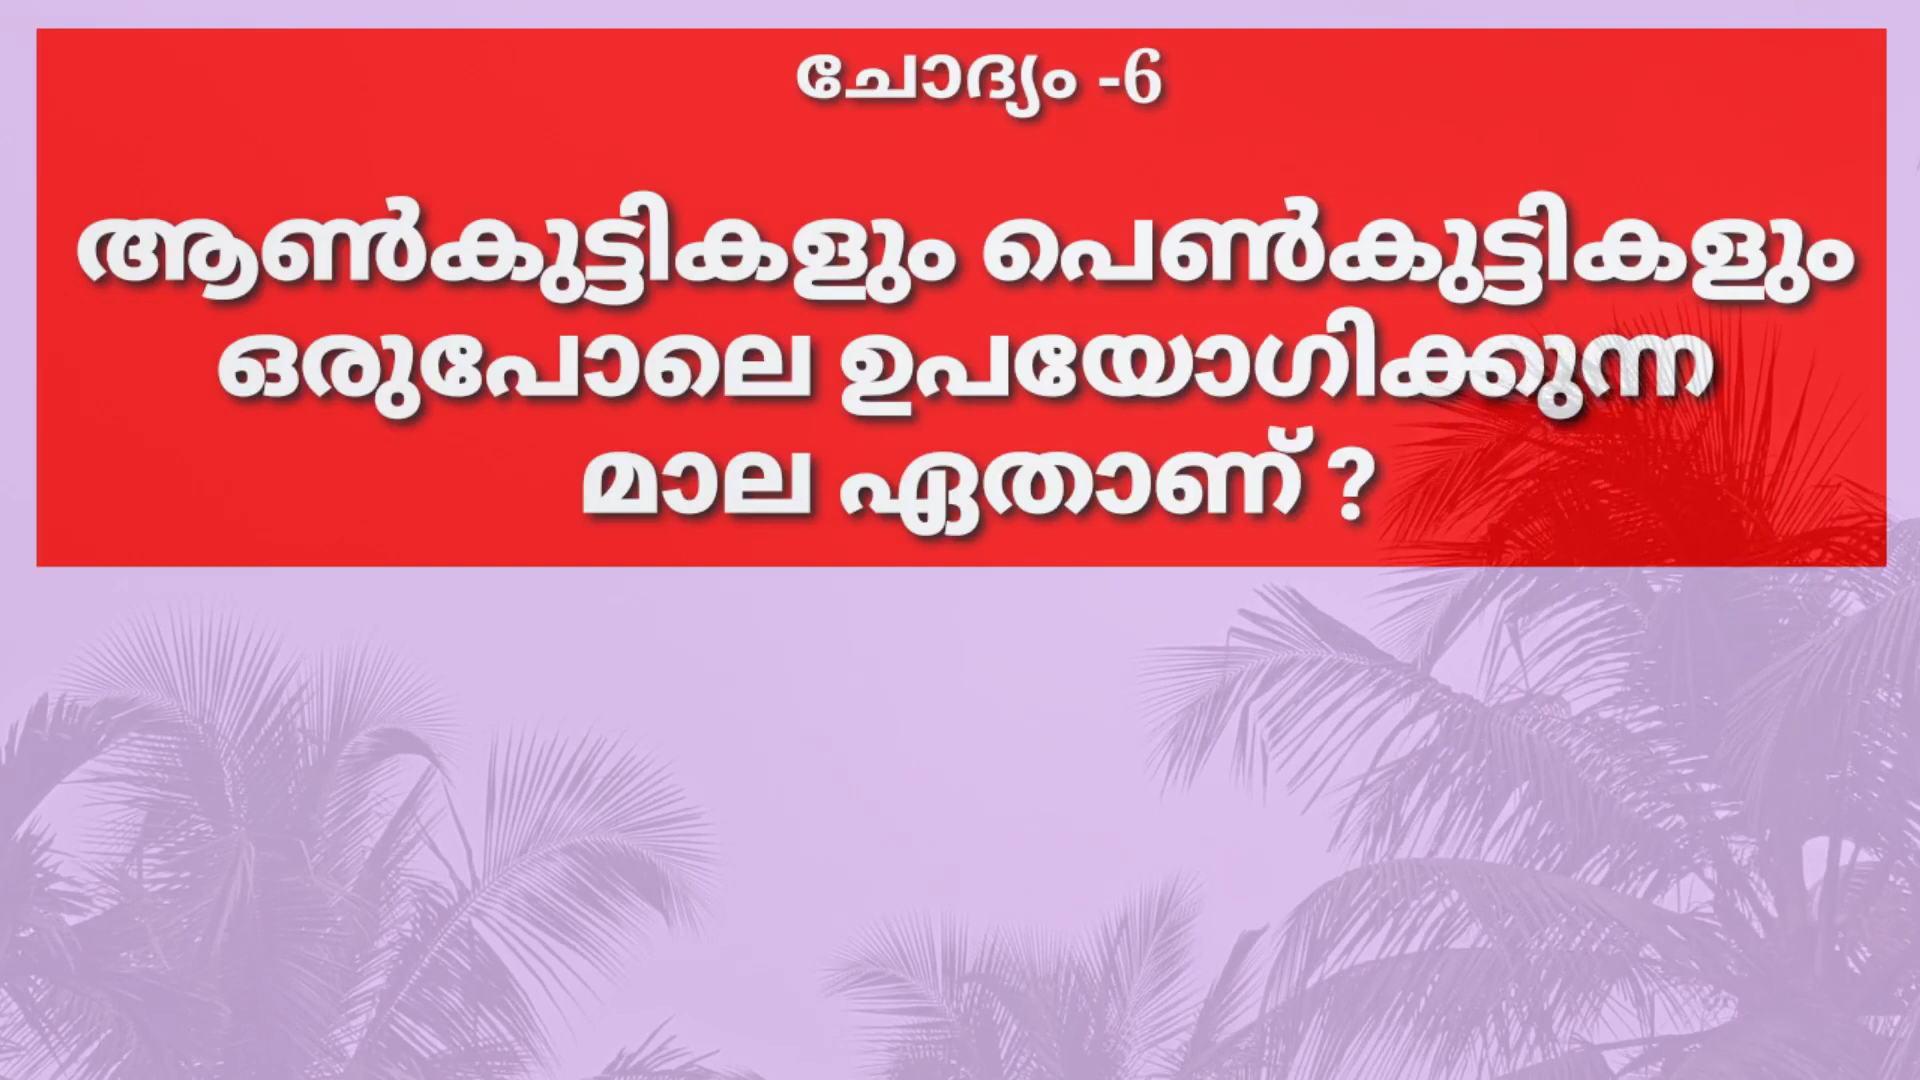 ചോദ്യം -6
ആൺകുട്ടികളും പെൺകുട്ടികളും
ഒരുപോലെ ഉപയോഗിക്കുന്ന
മാല ഏതാണ് ?